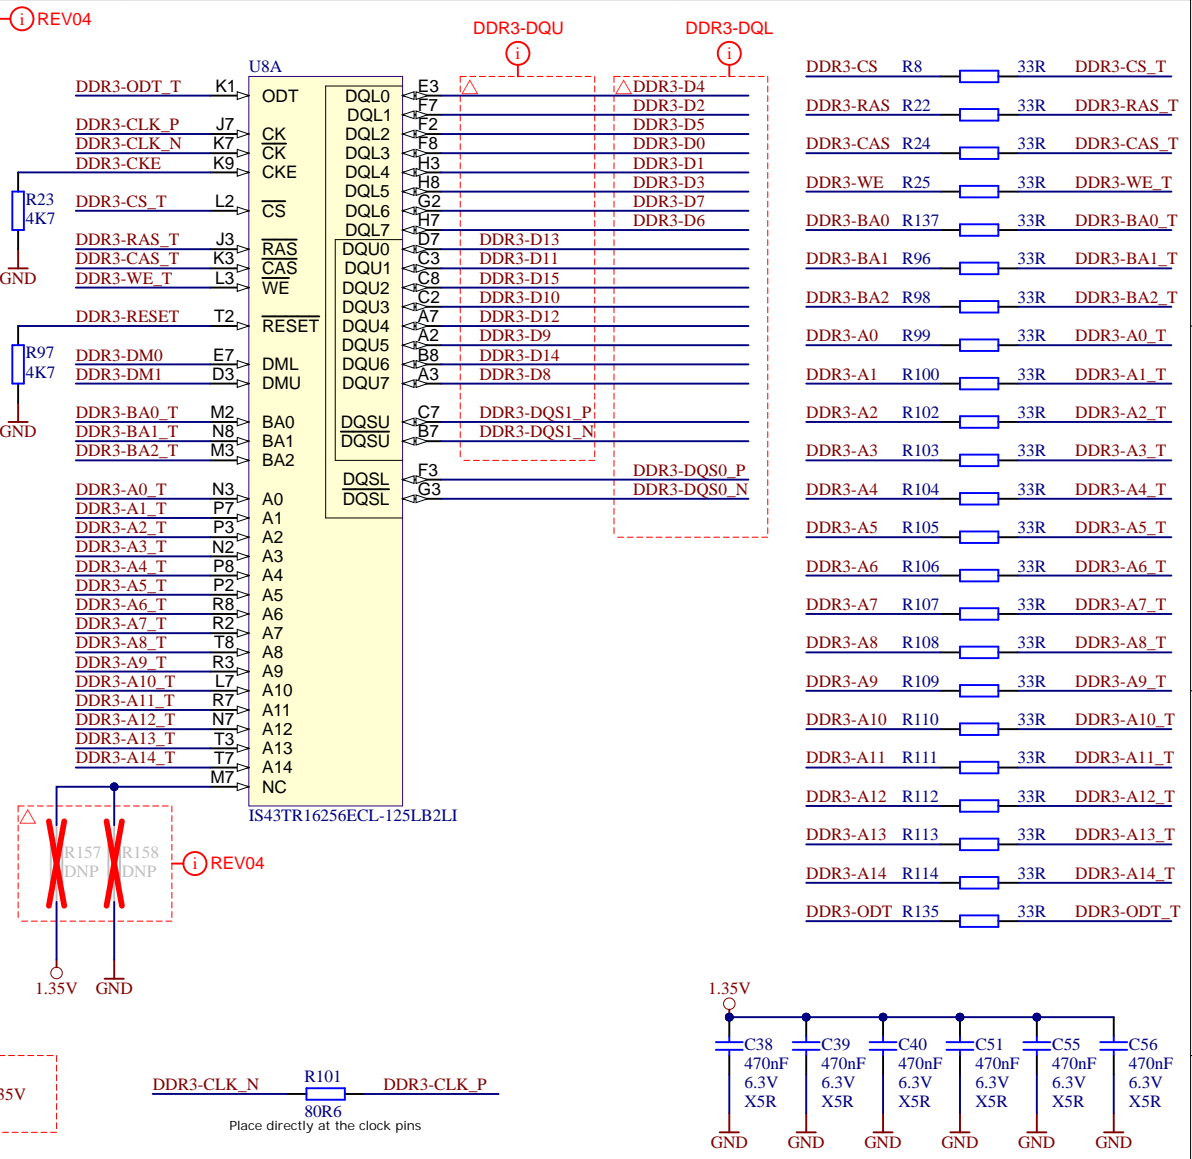 REV04
DDR3-DQU
DDR3-DQL
U8A
DDR3-ODT_T K1 ODT
DDR3-CLK_P J7 CK
DDR3-CLK_N K7 CK
DDR3-CKE K9 CKE
R23
4K7
GND
DDR3-CS_T L2 CS
DDR3-RAS_T J3 RAS
DDR3-CAS_T K3 CAS
DDR3-WE_T L3 WE
DDR3-RESET T2 RESET
R97
4K7
GND
DDR3-DM0 E7 DML
DDR3-DM1 D3 DMU
DDR3-BA0_T M2 BA0
DDR3-BA1_T N8 BA1
DDR3-BA2_T M3 BA2
DDR3-A0_T N3 A0
DDR3-A1_T P7 A1
DDR3-A2_T P3 A2
DDR3-A3_T N2 A3
DDR3-A4_T P8 A4
DDR3-A5_T P2 A5
DDR3-A6_T R8 A6
DDR3-A7_T R2 A7
DDR3-A8_T T8 A8
DDR3-A9_T R3 A9
DDR3-A10_T L7 A10
DDR3-A11_T R7 A11
DDR3-A12_T N7 A12
DDR3-A13_T T3 A13
DDR3-A14_T T7 A14
M7 NC
IS43TR16256ECL-125LB2LI
DQL0 E3 DDR3-D4
DQL1 F7 DDR3-D2
DQL2 F2 DDR3-D5
DQL3 F8 DDR3-D0
DQL4 H3 DDR3-D1
DQL5 H8 DDR3-D3
DQL6 G2 DDR3-D7
DQL7 H7 DDR3-D6
DQU0 D7 DDR3-D13
DQU1 C3 DDR3-D11
DQU2 C8 DDR3-D15
DQU3 C2 DDR3-D10
DQU4 A7 DDR3-D12
DQU5 A2 DDR3-D9
DQU6 B8 DDR3-D14
DQU7 A3 DDR3-D8
DQSU C7 DDR3-DQS1_P
DQSU B7 DDR3-DQS1_N
DQSL F3 DDR3-DQS0_P
DQSL G3 DDR3-DQS0_N
DDR3-CS R8 33R DDR3-CS_T
DDR3-RAS R22 33R DDR3-RAS_T
DDR3-CAS R24 33R DDR3-CAS_T
DDR3-WE R25 33R DDR3-WE_T
DDR3-BA0 R137 33R DDR3-BA0_T
DDR3-BA1 R96 33R DDR3-BA1_T
DDR3-BA2 R98 33R DDR3-BA2_T
DDR3-A0 R99 33R DDR3-A0_T
DDR3-A1 R100 33R DDR3-A1_T
DDR3-A2 R102 33R DDR3-A2_T
DDR3-A3 R103 33R DDR3-A3_T
DDR3-A4 R104 33R DDR3-A4_T
DDR3-A5 R105 33R DDR3-A5_T
DDR3-A6 R106 33R DDR3-A6_T
DDR3-A7 R107 33R DDR3-A7_T
DDR3-A8 R108 33R DDR3-A8_T
DDR3-A9 R109 33R DDR3-A9_T
DDR3-A10 R110 33R DDR3-A10_T
DDR3-A11 R111 33R DDR3-A11_T
DDR3-A12 R112 33R DDR3-A12_T
DDR3-A13 R113 33R DDR3-A13_T
DDR3-A14 R114 33R DDR3-A14_T
DDR3-ODT R135 33R DDR3-ODT_T
R157 R158
DNP DNP
REV04
1.35V GND
35V
DDR3-CLK_N R101 DDR3-CLK_P
80R6
Place directly at the clock pins
1.35V
C38 C39 C40 C51 C55 C56
470nF 470nF 470nF 470nF 470nF 470nF
6.3V 6.3V 6.3V 6.3V 6.3V 6.3V
X5R X5R X5R X5R X5R X5R
GND GND GND GND GND GND